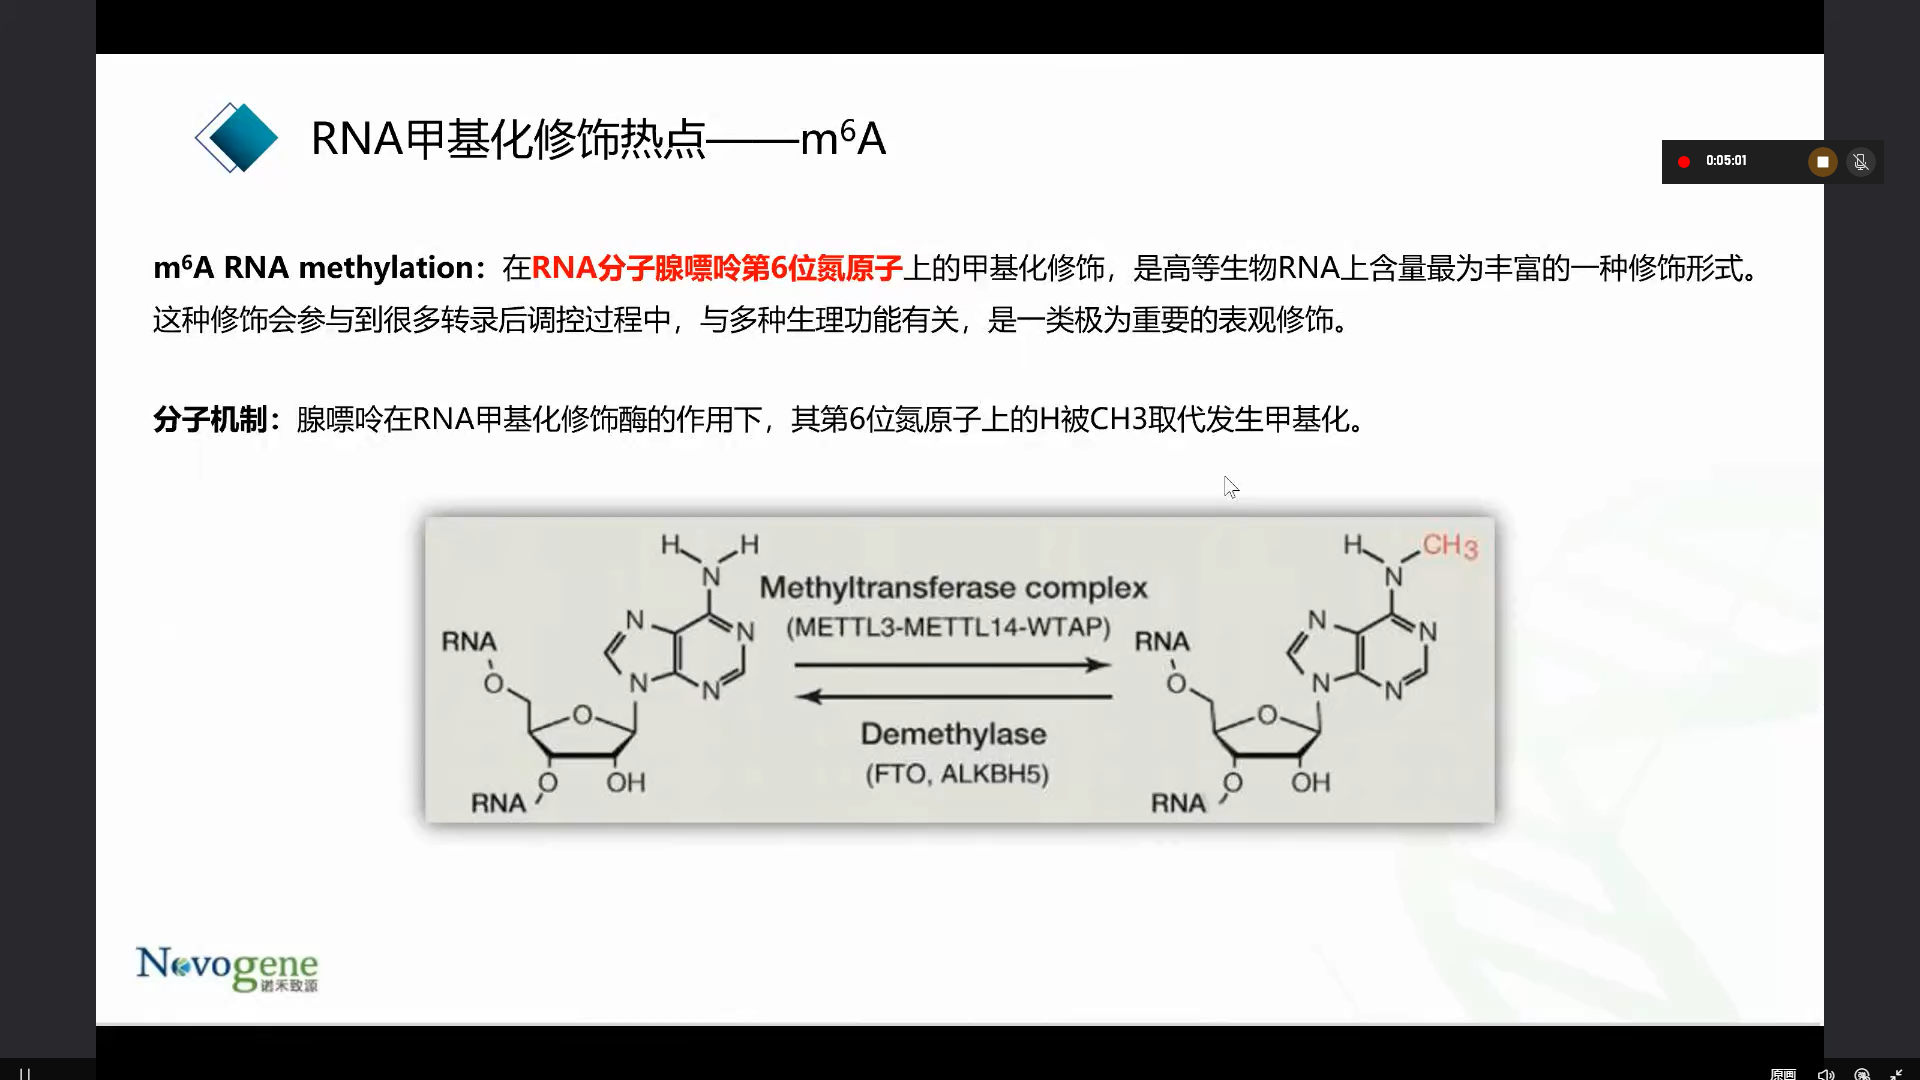 RNA甲基化修饰热点——m⁶A
0:05:01
m⁶A RNA methylation：在RNA分子腺嘌呤第6位氮原子上的甲基化修饰，是高等生物RNA上含量最为丰富的一种修饰形式。
这种修饰会参与到很多转录后调控过程中，与多种生理功能有关，是一类极为重要的表观修饰。
分子机制：腺嘌呤在RNA甲基化修饰酶的作用下，其第6位氮原子上的H被CH3取代发生甲基化。
H H
N
N N
N N
RNA
O
O
O OH
RNA
Methyltransferase complex
(METTL3-METTL14-WTAP)
Demethylase
(FTO, ALKBH5)
H CH3
N
N N
N N
RNA
O
O
O OH
RNA
Novogene
诺禾致源
原画